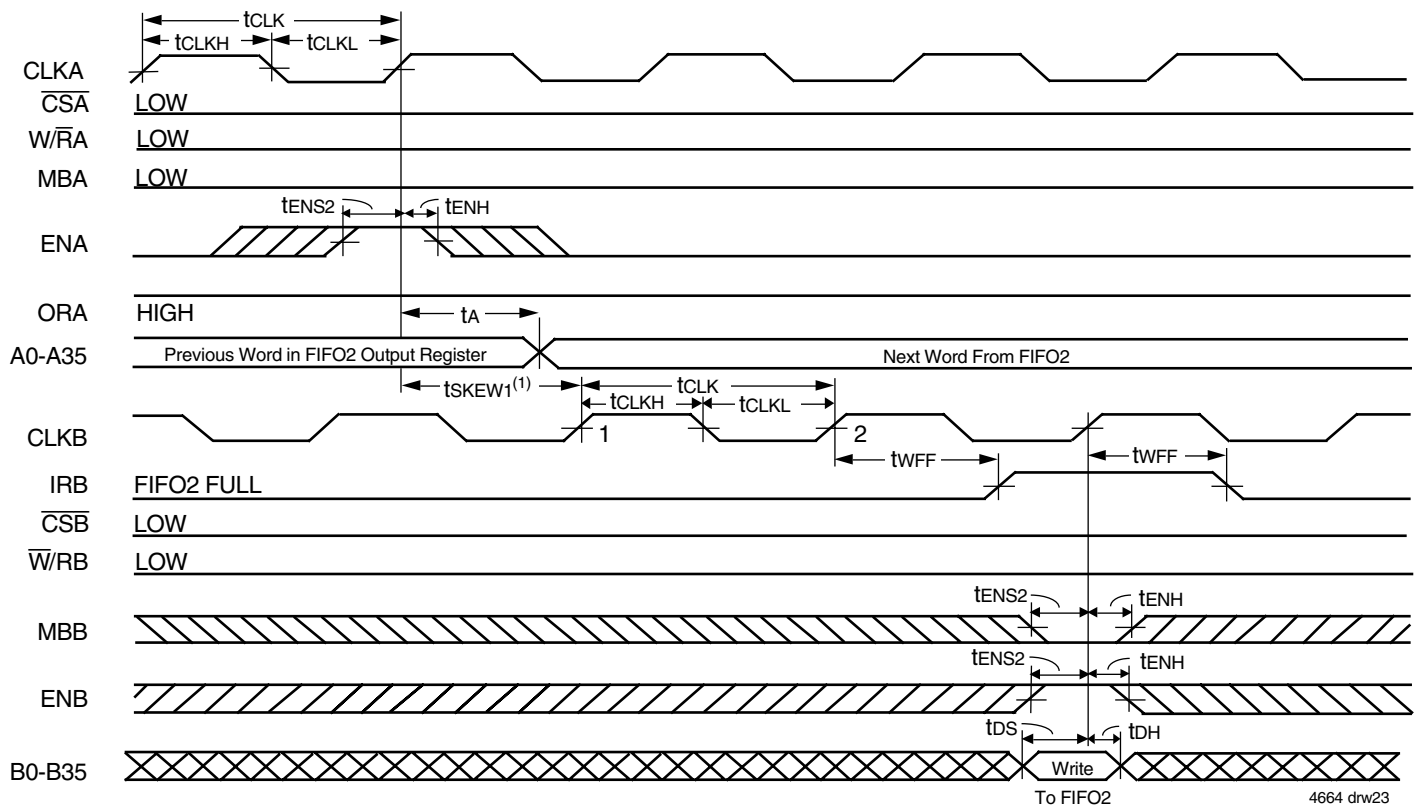 tCLK
tCLKH tCLKL
CLKA
CSA LOW
W/RA LOW
MBA LOW
tENS2 tENH
ENA
ORA HIGH
tA
A0-A35 Previous Word in FIFO2 Output Register Next Word From FIFO2
tSKEW1(1) tCLK
tCLKH tCLKL
CLKB 1 2
tWFF tWFF
IRB FIFO2 FULL
CSB LOW
W/RB LOW
tENS2 tENH
MBB
tENS2 tENH
ENB
tDS tDH
B0-B35 Write
To FIFO2 4664 drw23